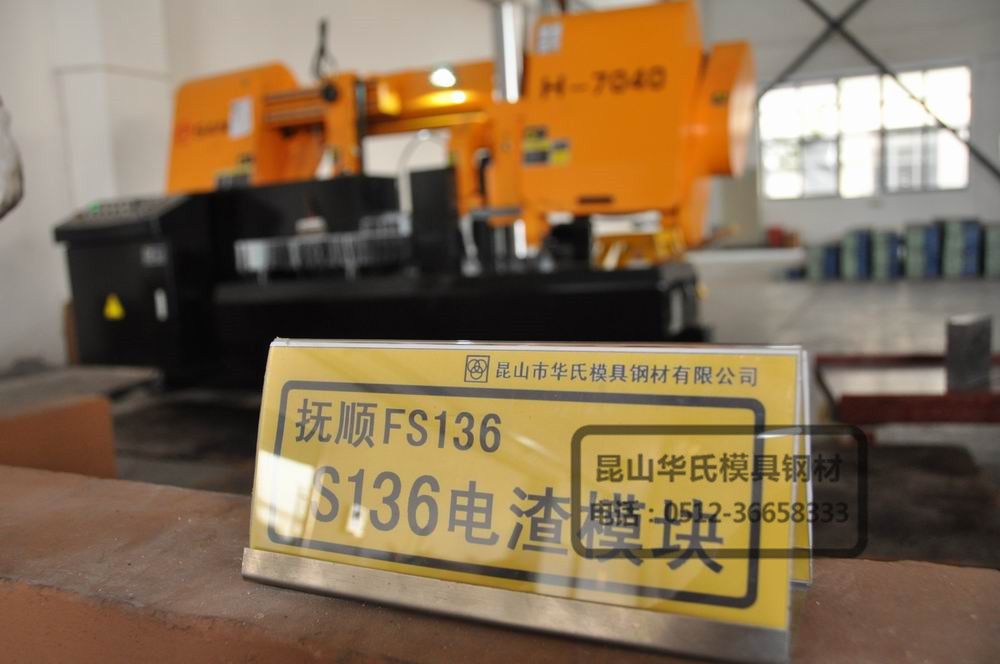 H-7040
昆山市华氏模具钢材有限公司
抚顺FS136
S136电渣模块
昆山华氏模具钢材
电话：0512-36658333